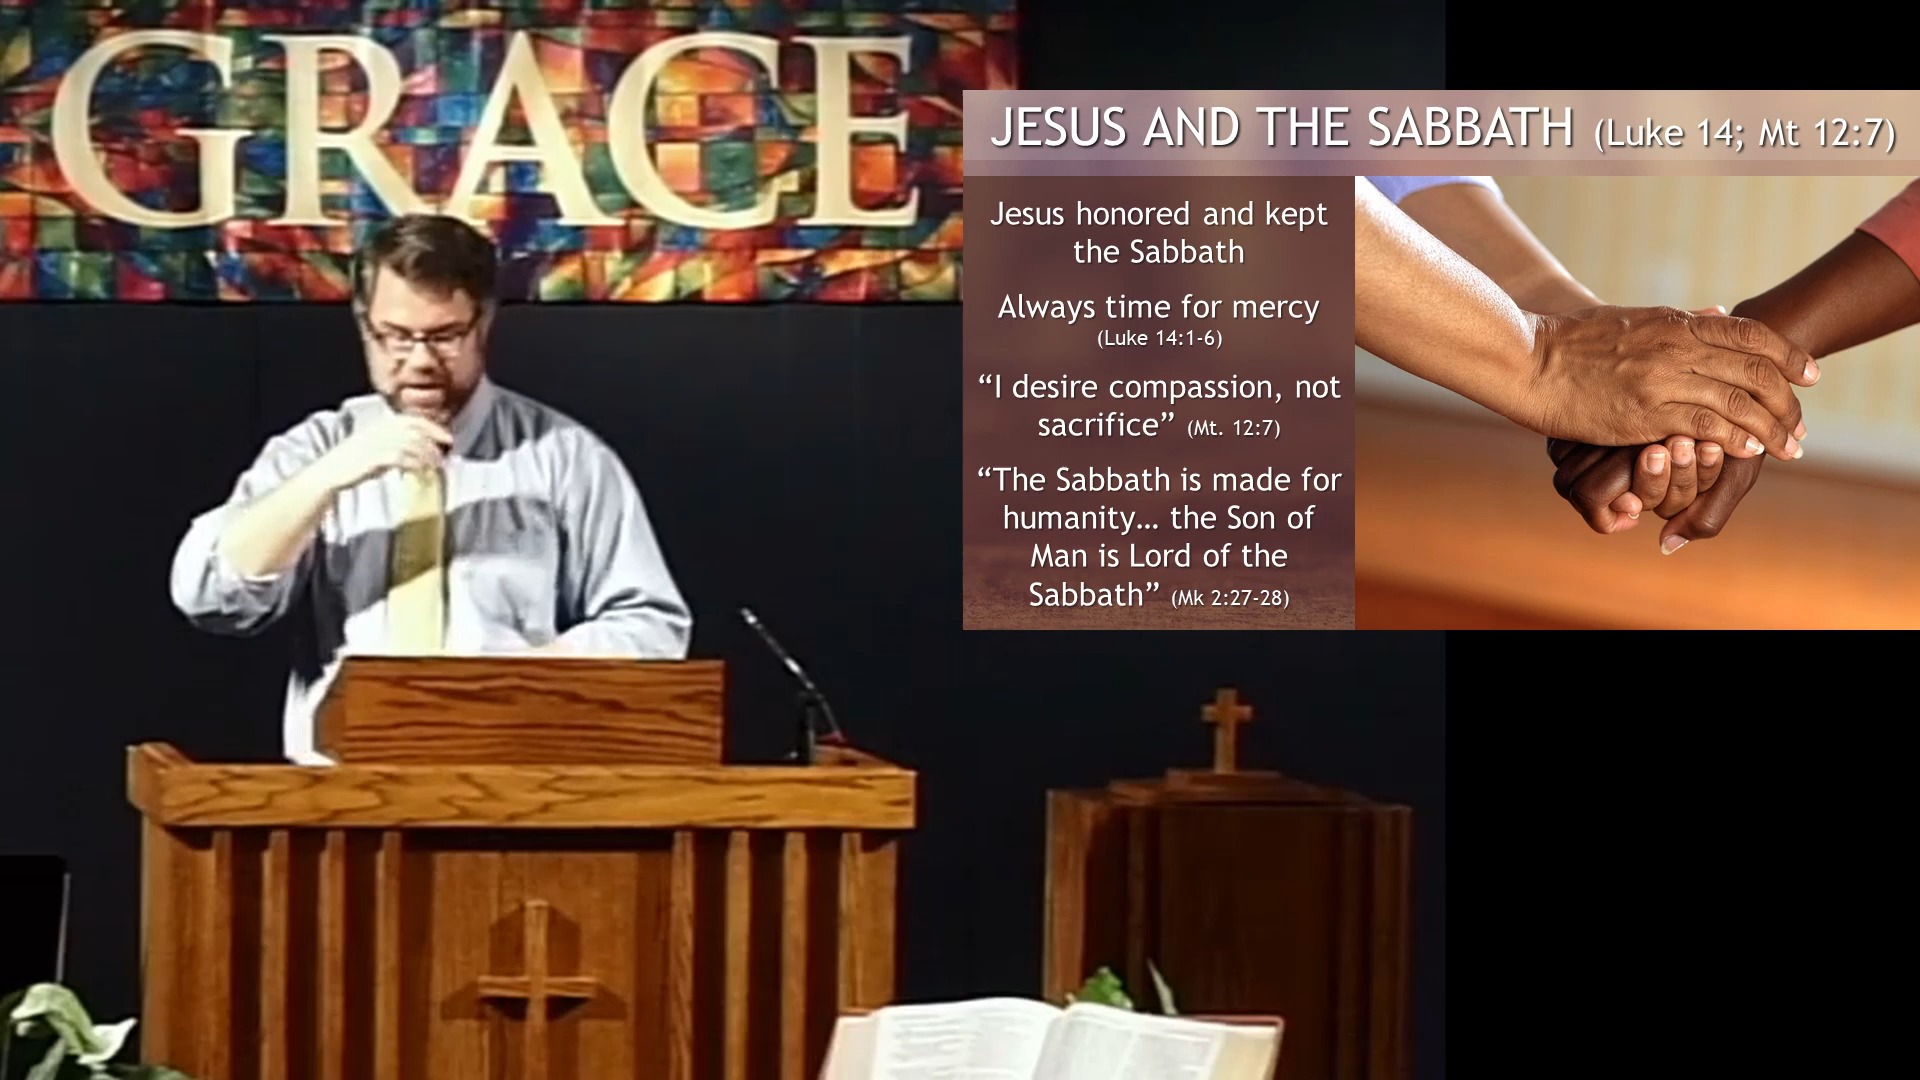 GRACE
JESUS AND THE SABBATH (Luke 14; Mt 12:7)
Jesus honored and kept
the Sabbath
Always time for mercy
(Luke 14:1-6)
“I desire compassion, not
sacrifice” (Mt. 12:7)
“The Sabbath is made for
humanity… the Son of
Man is Lord of the
Sabbath” (Mk 2:27-28)